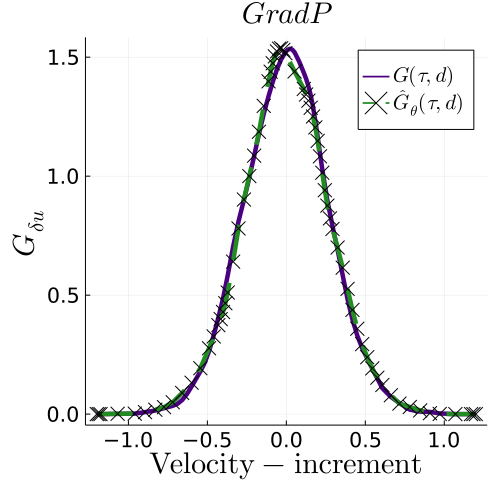 GradP
1.5
1.0
0.5
0.0
G_{δu}
G(τ, d)
Ĝ_θ(τ, d)
−1.0 −0.5 0.0 0.5 1.0
Velocity − increment